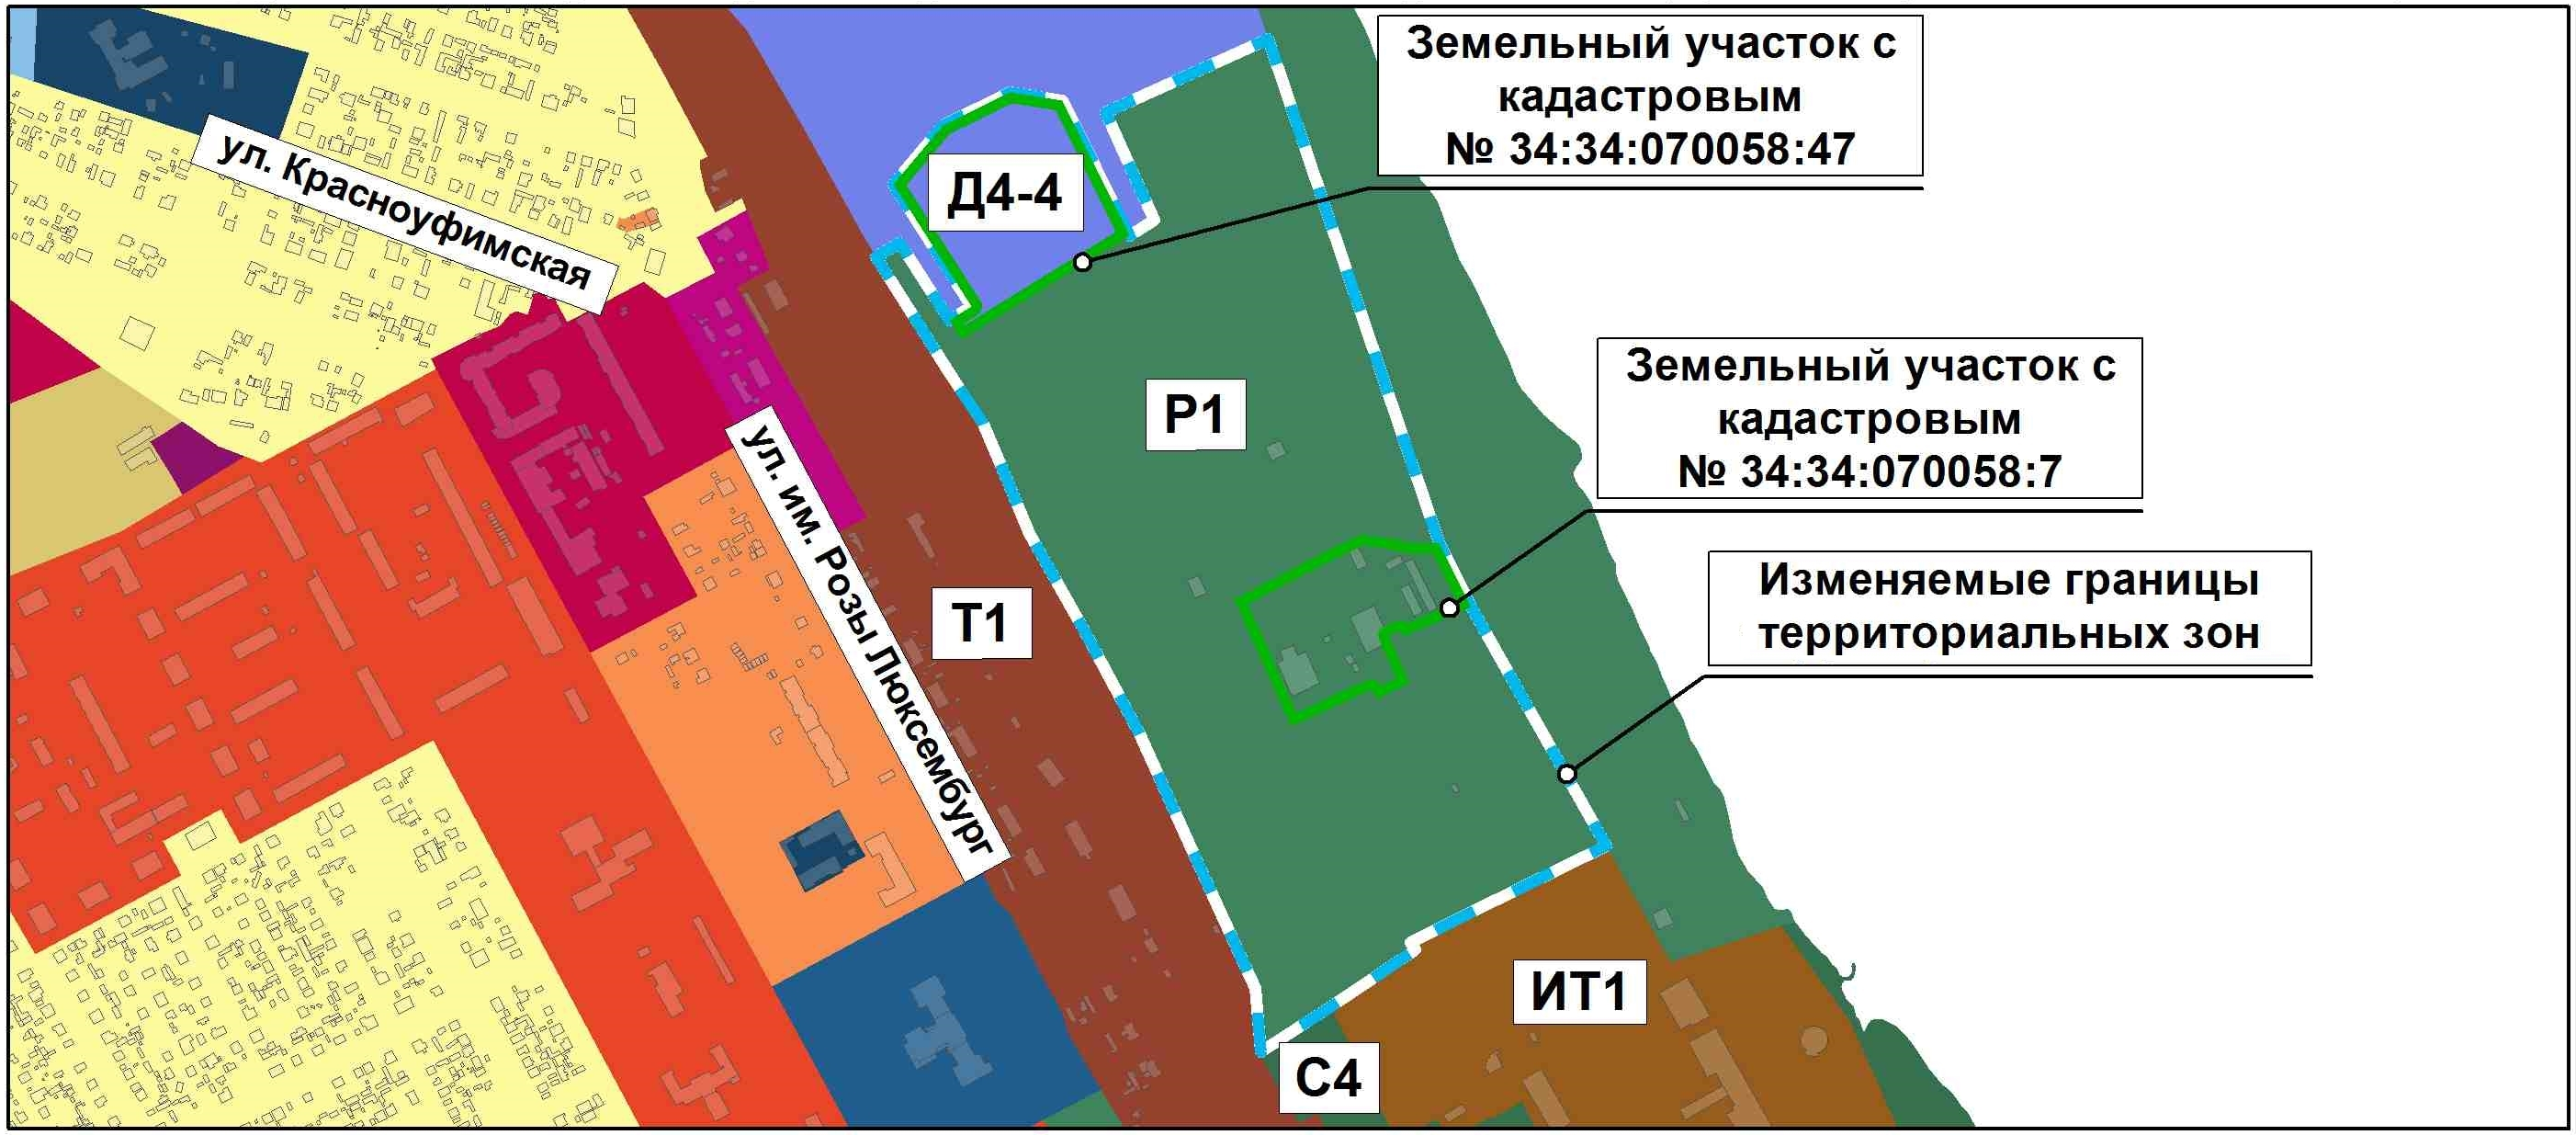 Земельный участок с
кадастровым
№ 34:34:070058:47
ул. Красноуфимская
Д4-4
Земельный участок с
кадастровым
№ 34:34:070058:7
Р1
ул. им. Розы Люксембург
Т1
Изменяемые границы
территориальных зон
ИТ1
С4